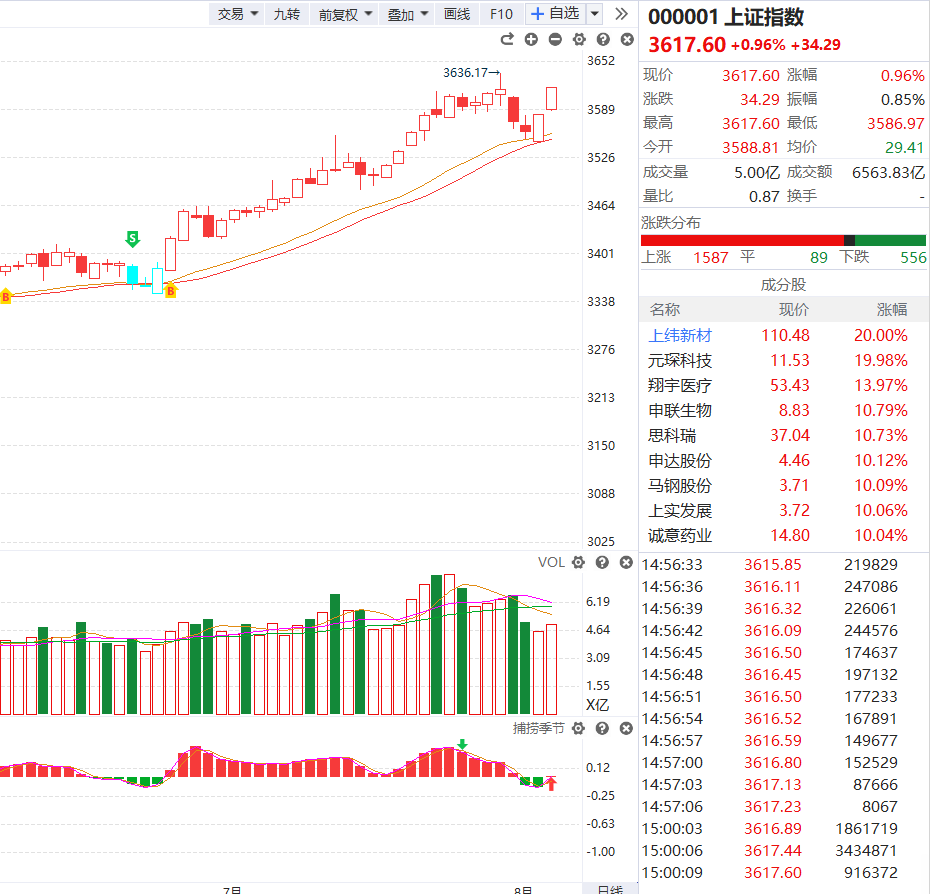 交易 九转 前复权 叠加 画线 F10 + 自选
3636.17→
3652
3589
3526
3464
3401
3338
3276
3213
3150
3088
3025
S
B
B
VOL
6.19
4.64
3.09
1.55
X亿
捕捞季节
0.12
-0.25
-0.63
-1.00
7月 8月 日线
000001 上证指数
3617.60 +0.96% +34.29
现价 3617.60 涨幅 0.96%
涨跌 34.29 振幅 0.85%
最高 3617.60 最低 3586.97
今开 3588.81 均价 29.41
成交量 5.00亿 成交额 6563.83亿
量比 0.87 换手 -
涨跌分布
上涨 1587 平 89 下跌 556
成分股
名称 现价 涨幅
上纬新材 110.48 20.00%
元琛科技 11.53 19.98%
翔宇医疗 53.43 13.97%
申联生物 8.83 10.79%
思科瑞 37.04 10.73%
申达股份 4.46 10.12%
马钢股份 3.71 10.09%
上实发展 3.72 10.06%
诚意药业 14.80 10.04%
14:56:33 3615.85 219829
14:56:36 3616.11 247086
14:56:39 3616.32 226061
14:56:42 3616.09 244576
14:56:45 3616.50 174637
14:56:48 3616.45 197132
14:56:51 3616.50 177233
14:56:54 3616.52 167891
14:56:57 3616.59 149677
14:57:00 3616.80 152529
14:57:03 3617.13 87666
14:57:06 3617.23 8067
15:00:03 3616.89 1861719
15:00:06 3617.44 3434871
15:00:09 3617.60 916372